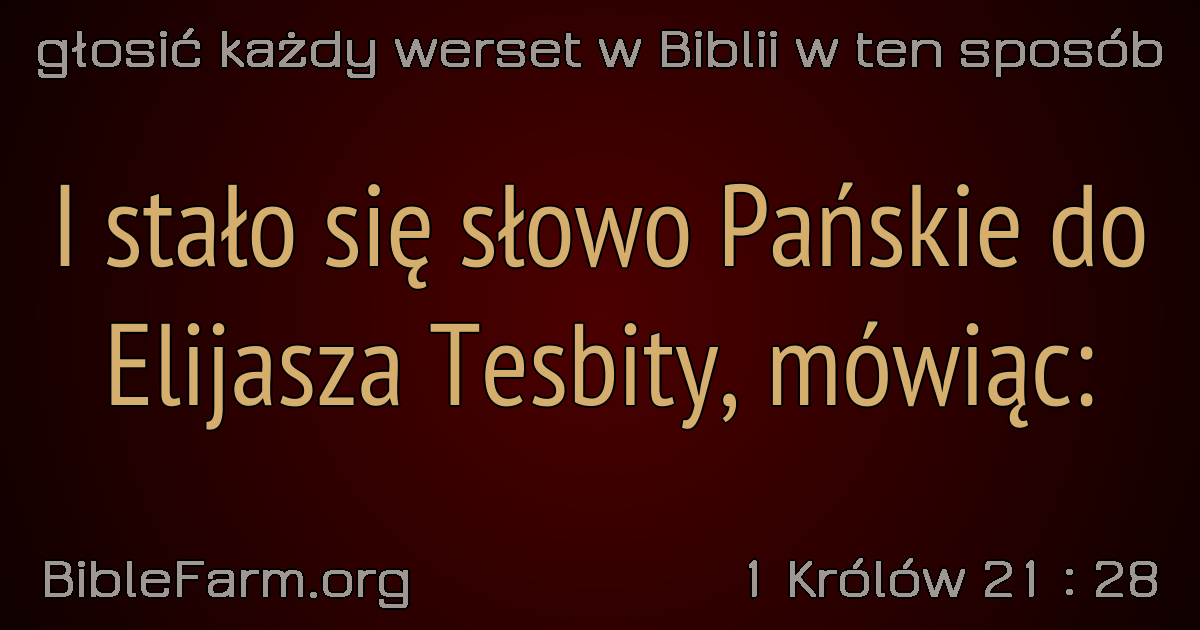 głosić każdy werset w Biblii w ten sposób
I stało się słowo Pańskie do
Elijasza Tesbity, mówiąc:
BibleFarm.org
1 Królów 21 : 28